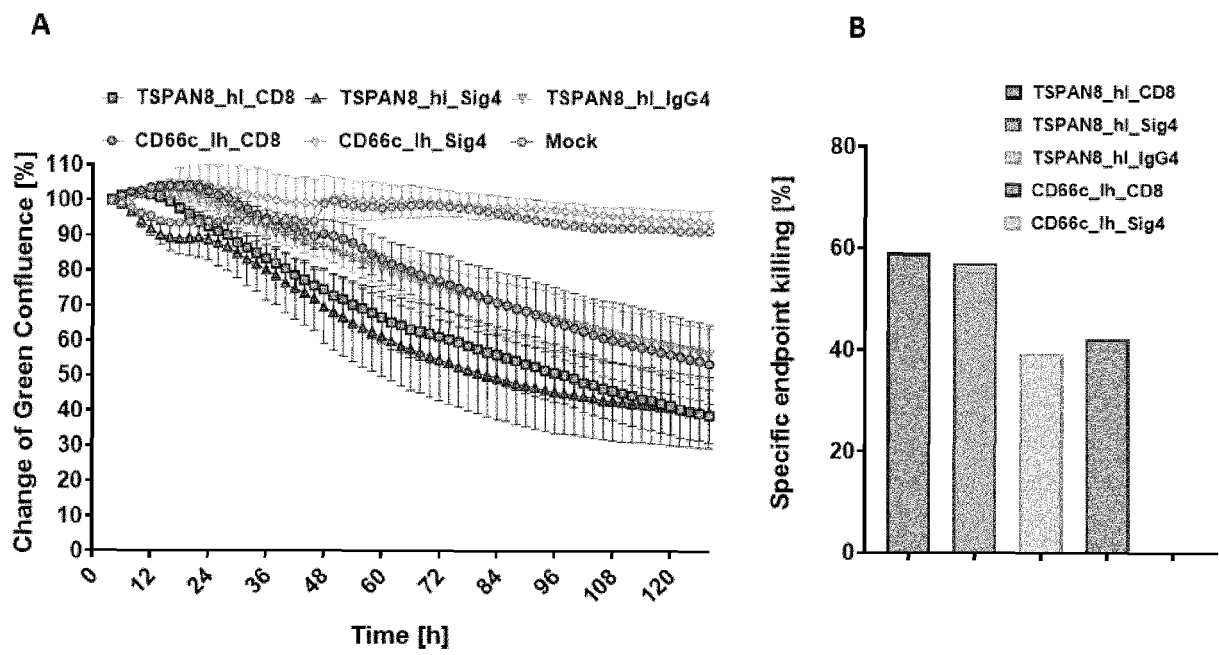 A
TSPAN8_hl_CD8 TSPAN8_hl_Sig4 TSPAN8_hl_IgG4
CD66c_lh_CD8 CD66c_lh_Sig4 Mock
Change of Green Confluence [%]
110
100
90
80
70
60
50
40
30
20
10
0
0 12 24 36 48 60 72 84 96 108 120
Time [h]
B
TSPAN8_hl_CD8
TSPAN8_hl_Sig4
TSPAN8_hl_IgG4
CD66c_lh_CD8
CD66c_lh_Sig4
Specific endpoint killing [%]
80
60
40
20
0